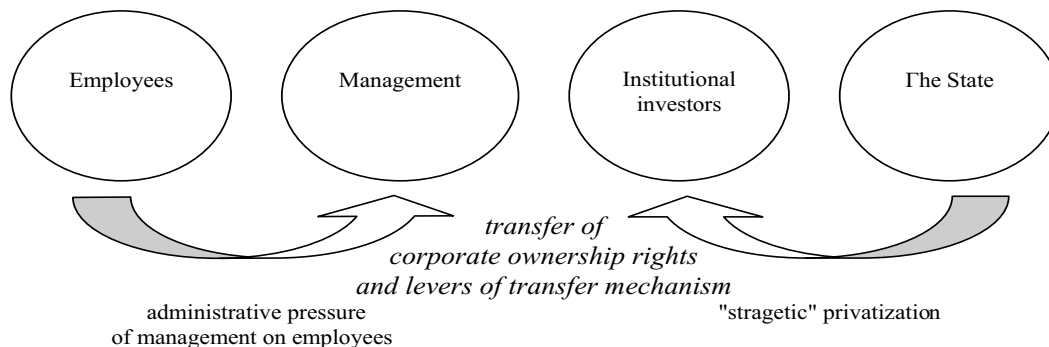 Employees
Management
Institutional
investors
Гhe State
transfer of
corporate ownership rights
and levers of transfer mechanism
administrative pressure
of management on employees
"stragetic" privatization